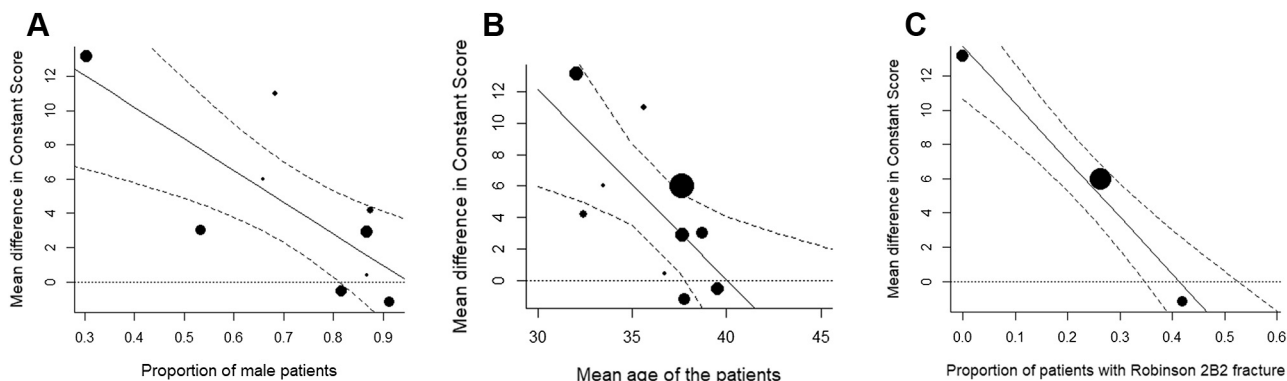 A
Mean difference in Constant Score
12
10
8
6
4
2
0
0.3 0.4 0.5 0.6 0.7 0.8 0.9
Proportion of male patients
B
Mean difference in Constant Score
12
10
8
6
4
2
0
30 35 40 45
Mean age of the patients
C
Mean difference in Constant Score
12
10
8
6
4
2
0
0.0 0.1 0.2 0.3 0.4 0.5 0.6
Proportion of patients with Robinson 2B2 fracture